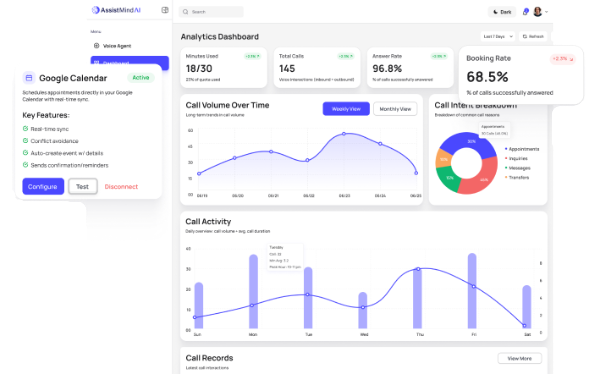 AssistMindAI
Search
Dark
Menu
Voice Agent
Dashboard
Analytics Dashboard
Last 7 Days
Refresh
Google Calendar
Active
Schedules appointments directly in your Google
Calendar with real-time sync.
Key Features:
Real-time sync
Conflict avoidance
Auto-create event w/ details
Sends confirmation/reminders
Configure
Test
Disconnect
Minutes Used
18/30
Total Calls
145
Voice interactions (inbound + outbound)
Answer Rate
96.8%
% of calls successfully answered
Booking Rate
68.5%
% of calls successfully answered
Call Volume Over Time
Long term trends in call volume
Weekly View
Monthly View
Call Intent Breakdown
Breakdown of common call reasons
Appointments
Appointments
Inquiries
Messages
Transfers
Call Activity
Daily overview: call volume + avg. call duration
Tuesday
Sun
Mon
Tue
Wed
Thu
Fri
Sat
Call Records
Latest call interactions
View More